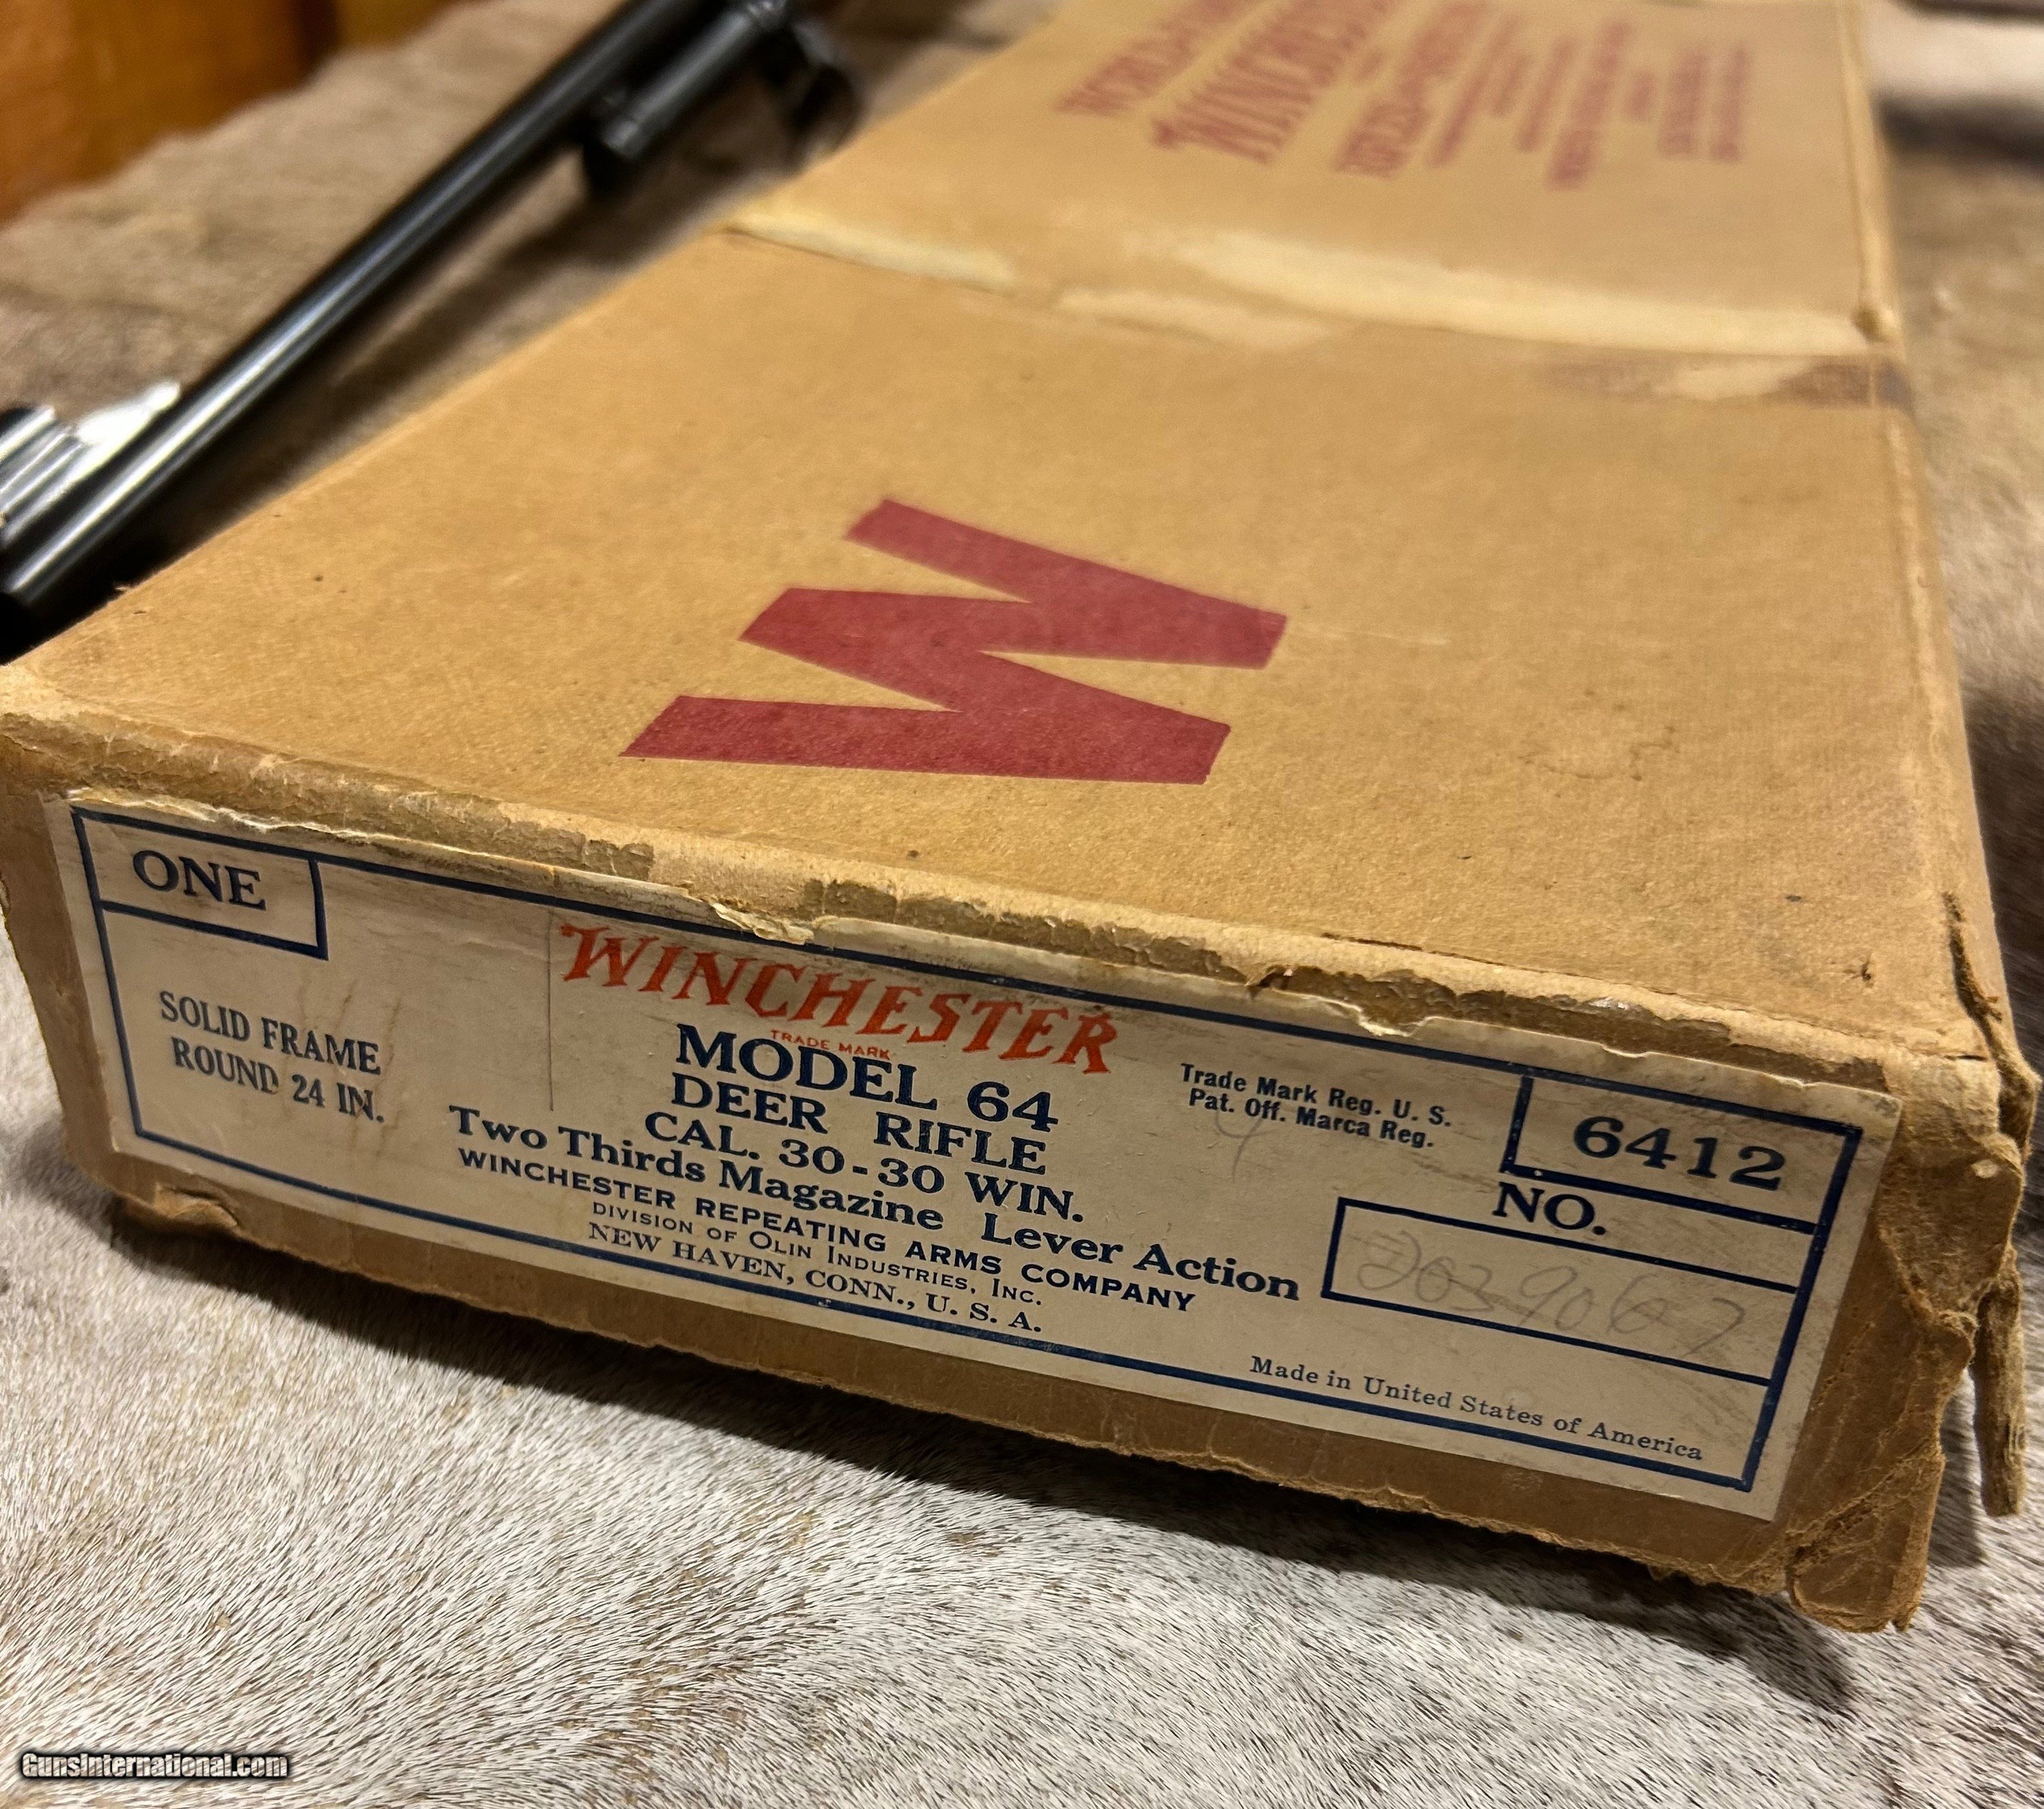 WINCHESTER
W
ONE
SOLID FRAME
ROUND 24 IN.
WINCHESTER
TRADE MARK
MODEL 64
DEER RIFLE
CAL. 30-30 WIN.
Two Thirds Magazine Lever Action
WINCHESTER REPEATING ARMS COMPANY
DIVISION OF OLIN INDUSTRIES, INC.
NEW HAVEN, CONN., U. S. A.
Trade Mark Reg. U. S.
Pat. Off. Marca Reg.
6412
NO.
2039067
Made in United States of America
GunsInternational.com